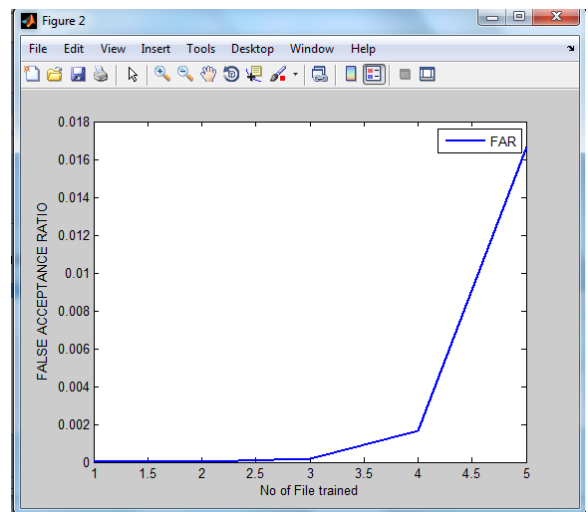 Figure 2
File Edit View Insert Tools Desktop Window Help
0.018
0.016
0.014
0.012
0.01
0.008
0.006
0.004
0.002
0
FALSE ACCEPTANCE RATIO
FAR
1 1.5 2 2.5 3 3.5 4 4.5 5
No of File trained